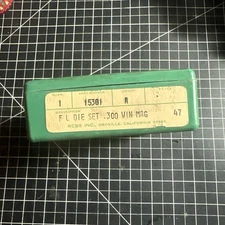 1 15301 A
F L DIE SET .300 WIN MAG 47
RCBS INC., OROVILLE, CALIFORNIA